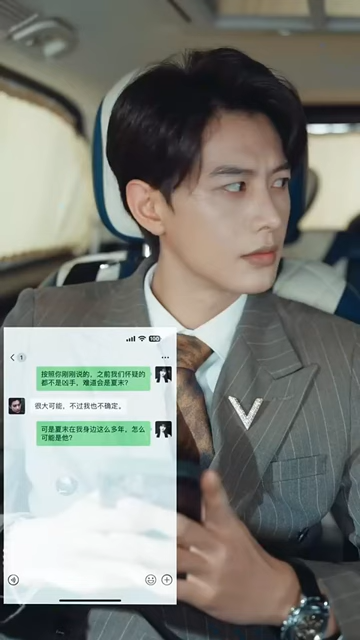 100
1
按照你刚刚说的，之前我们怀疑的
都不是凶手，难道会是夏末？
很大可能，不过我也不确定。
可是夏末在我身边这么多年，怎么
可能是他？